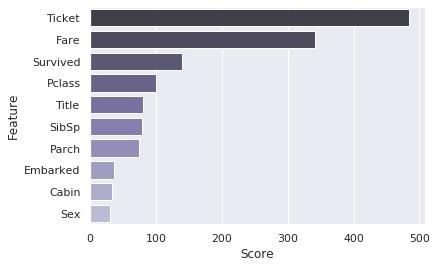 Ticket
Fare
Survived
Pclass
Title
SibSp
Parch
Embarked
Cabin
Sex
Feature
0 100 200 300 400 500
Score